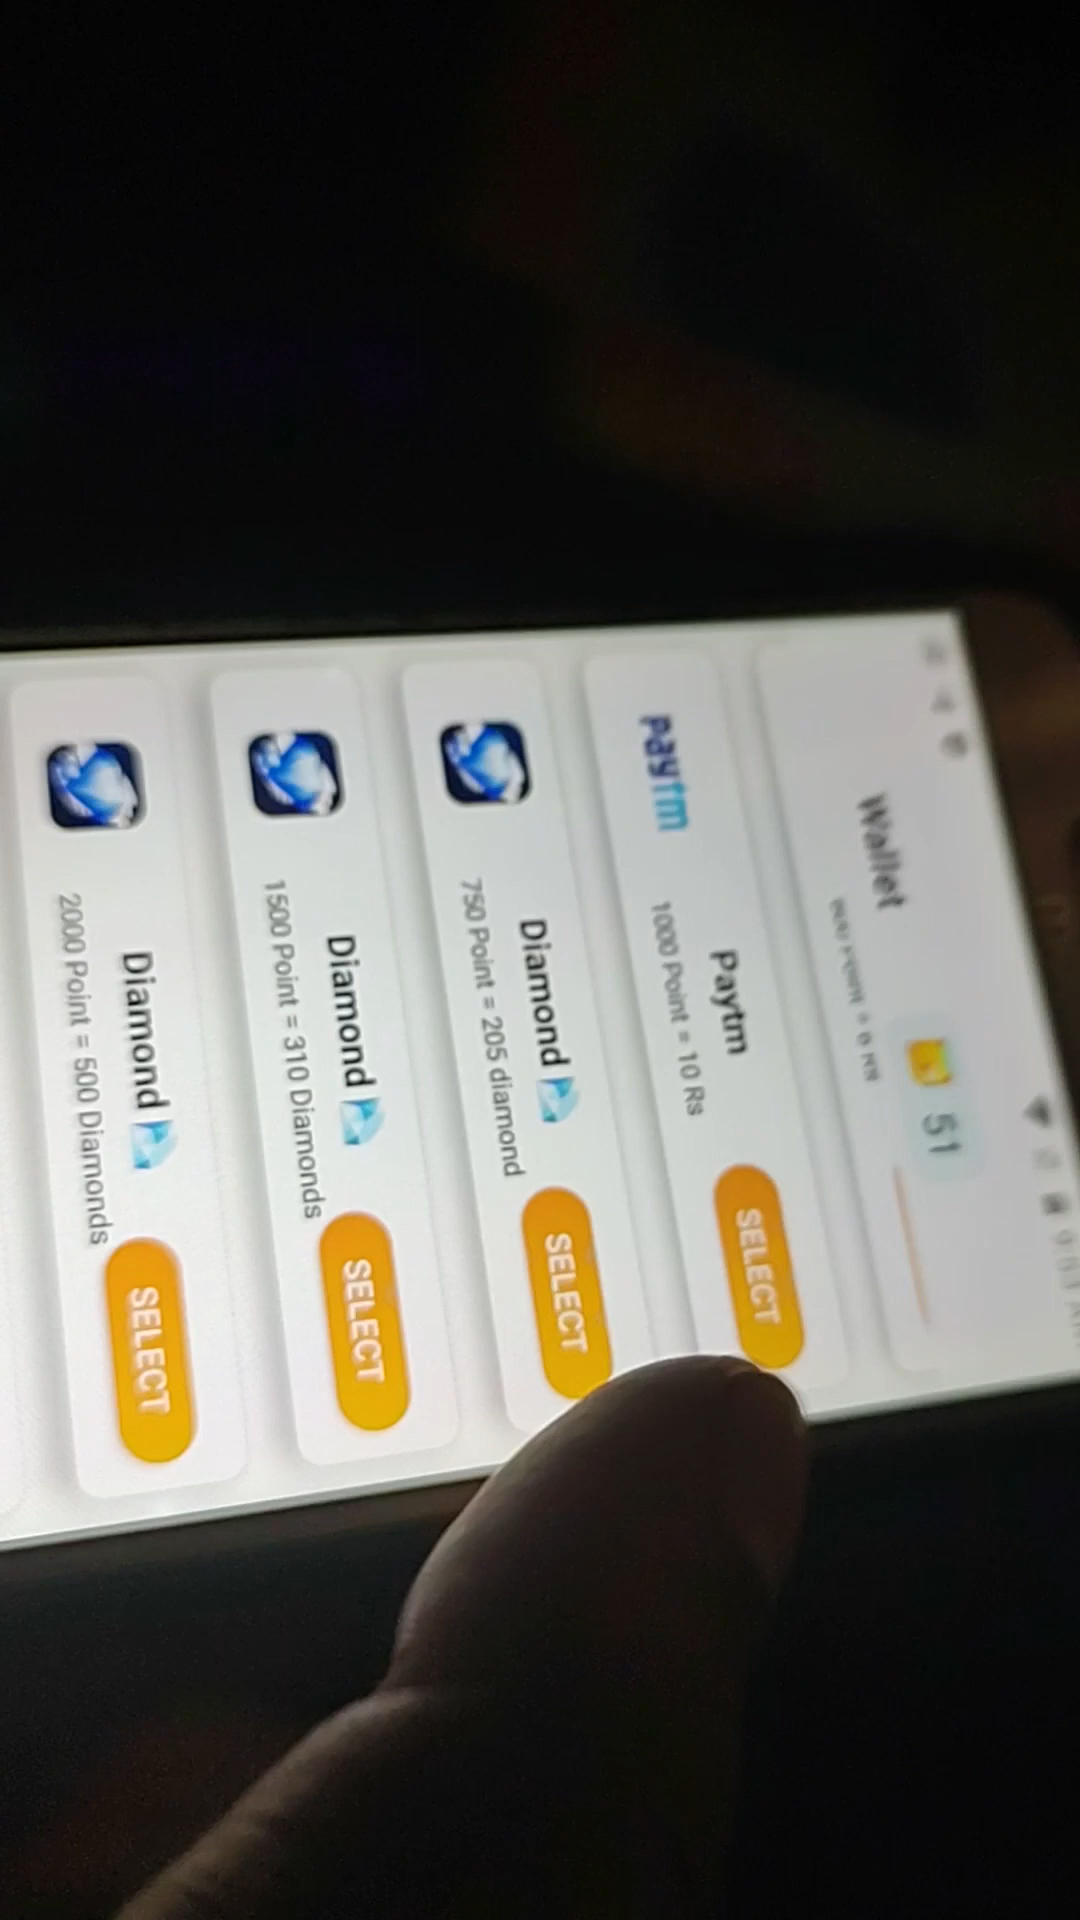 Wallet
51
Paytm
Paytm
1000 Point = 10 Rs
SELECT
Diamond
750 Point = 205 diamond
SELECT
Diamond
1500 Point = 310 Diamonds
SELECT
Diamond
2000 Point = 500 Diamonds
SELECT